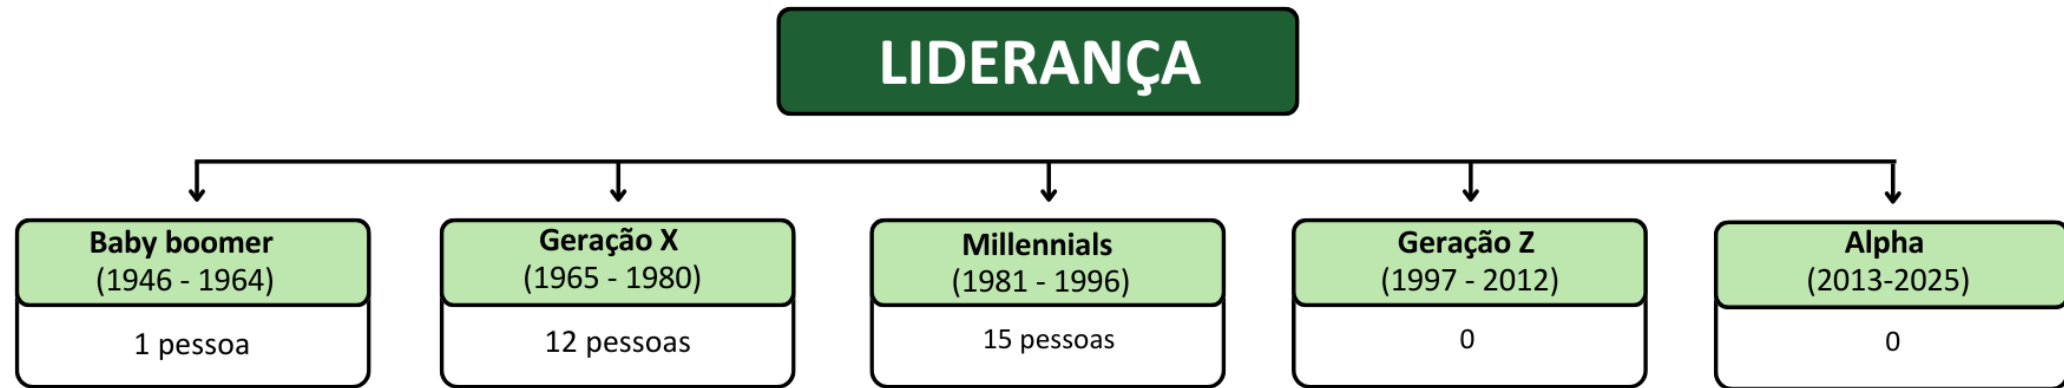 LIDERANÇA
Baby boomer
(1946 - 1964)
1 pessoa
Geração X
(1965 - 1980)
12 pessoas
Millennials
(1981 - 1996)
15 pessoas
Geração Z
(1997 - 2012)
0
Alpha
(2013-2025)
0